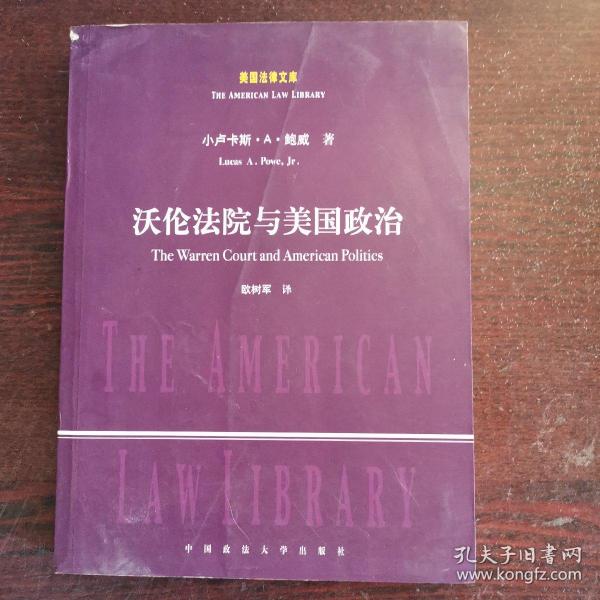 美国法律文库
THE AMERICAN LAW LIBRARY
小卢卡斯·A·鲍威 著
Lucas A. Powe, Jr.
沃伦法院与美国政治
The Warren Court and American Politics
欧树军 译
THE AMERICAN
LAW LIBRARY
中国政法大学出版社
孔夫子旧书网
www.kongfz.com